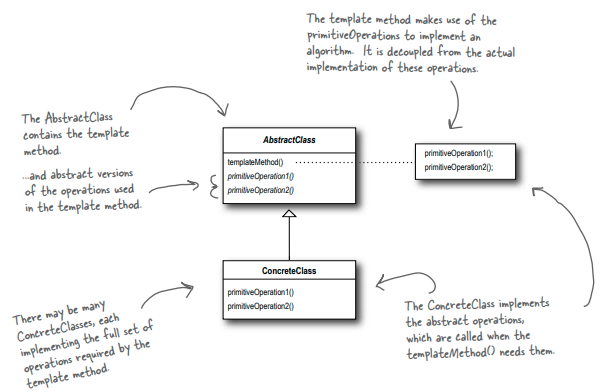 The template method makes use of the
primitiveOperations to implement an
algorithm. It is decoupled from the actual
implementation of these operations.
The AbstractClass
contains the template
method.
...and abstract versions
of the operations used
in the template method.
AbstractClass
templateMethod()
primitiveOperation1()
primitiveOperation2()
primitiveOperation1();
primitiveOperation2();
ConcreteClass
primitiveOperation1()
primitiveOperation2()
There may be many
ConcreteClasses, each
implementing the full set of
operations required by the
template method.
The ConcreteClass implements
the abstract operations,
which are called when the
templateMethod() needs them.